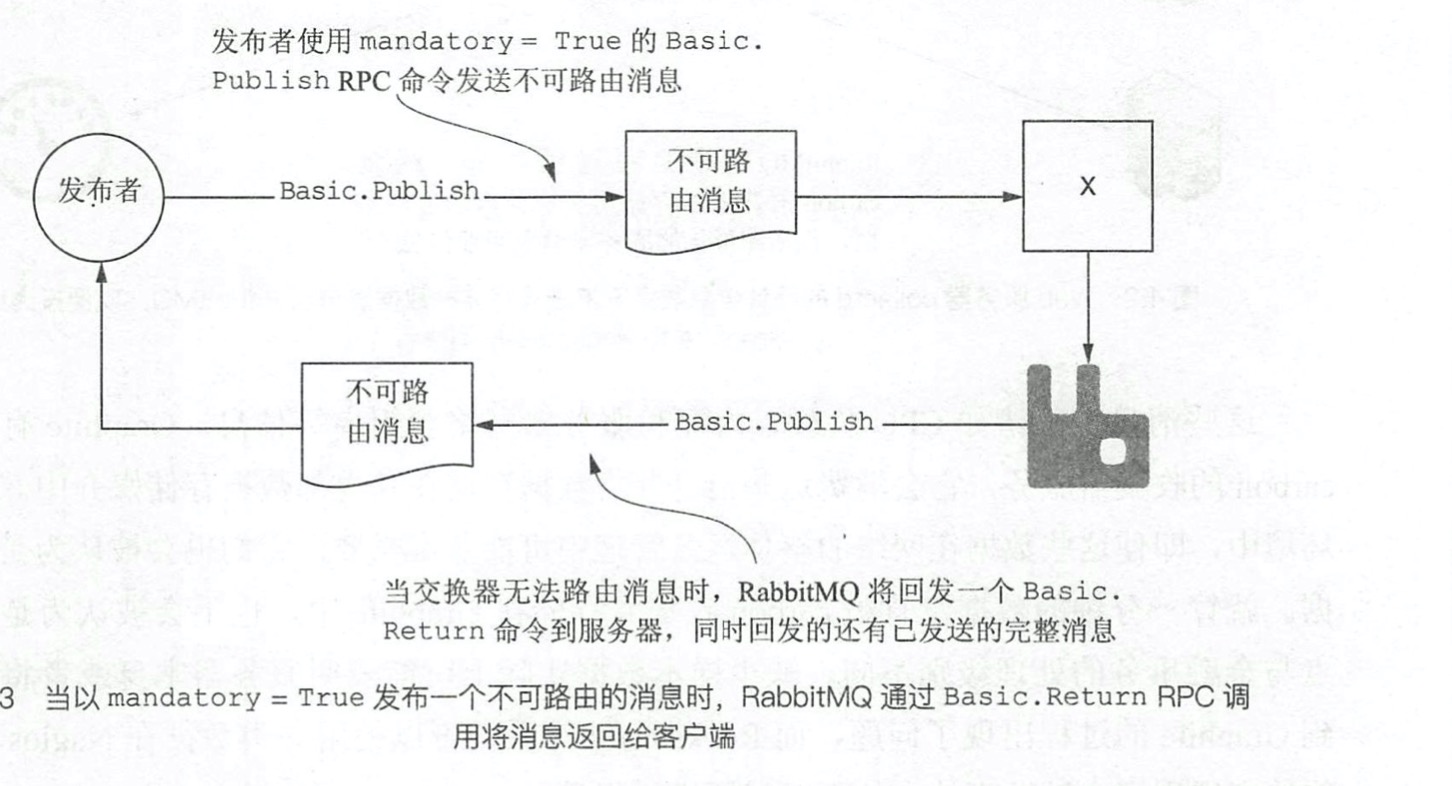 发布者使用 mandatory = True 的 Basic.
Publish RPC 命令发送不可路由消息
发布者
Basic.Publish
不可路
由消息
X
不可路
由消息
Basic.Publish
当交换器无法路由消息时，RabbitMQ 将回发一个 Basic.
Return 命令到服务器，同时回发的还有已发送的完整消息
3 当以 mandatory = True 发布一个不可路由的消息时，RabbitMQ 通过 Basic.Return RPC 调
用将消息返回给客户端